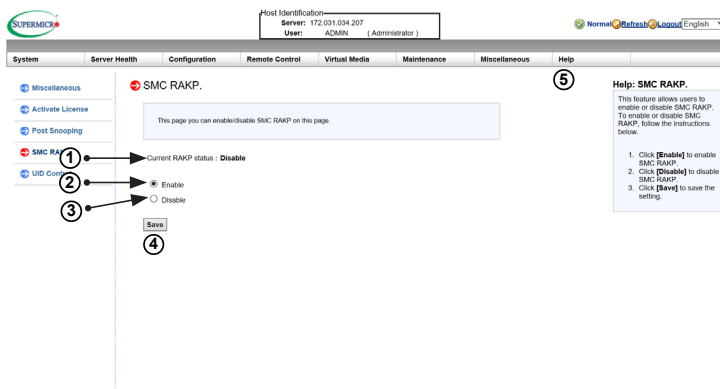 SUPERMICR
Host Identification
Server: 172.031.034.207
User: ADMIN ( Administrator )
Normal Refresh Logout English
System Server Health Configuration Remote Control Virtual Media Maintenance Miscellaneous Help
5
Miscellaneous
Activate License
Post Snooping
SMC RAKP
UID Control
SMC RAKP.
This page you can enable/disable SMC RAKP on this page.
1
Current RAKP status : Disable
2
Enable
3
Disable
Save
4
Help: SMC RAKP.
This feature allows users to
enable or disable SMC RAKP.
To enable or disable SMC
RAKP, follow the instructions
below.
1. Click [Enable] to enable
SMC RAKP.
2. Click [Disable] to disable
SMC RAKP.
3. Click [Save] to save the
setting.